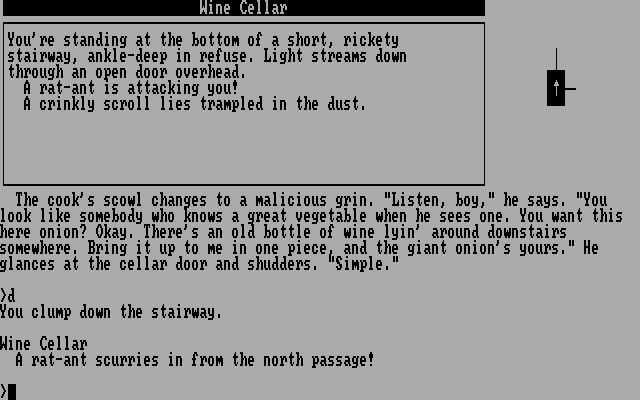 Wine Cellar
You're standing at the bottom of a short, rickety
stairway, ankle-deep in refuse. Light streams down
through an open door overhead.
A rat-ant is attacking you!
A crinkly scroll lies trampled in the dust.
The cook's scowl changes to a malicious grin. "Listen, boy," he says. "You
look like somebody who knows a great vegetable when he sees one. You want this
here onion? Okay. There's an old bottle of wine lyin' around downstairs
somewhere. Bring it up to me in one piece, and the giant onion's yours." He
glances at the cellar door and shudders. "Simple."
>d
You clump down the stairway.
Wine Cellar
A rat-ant scurries in from the north passage!
>